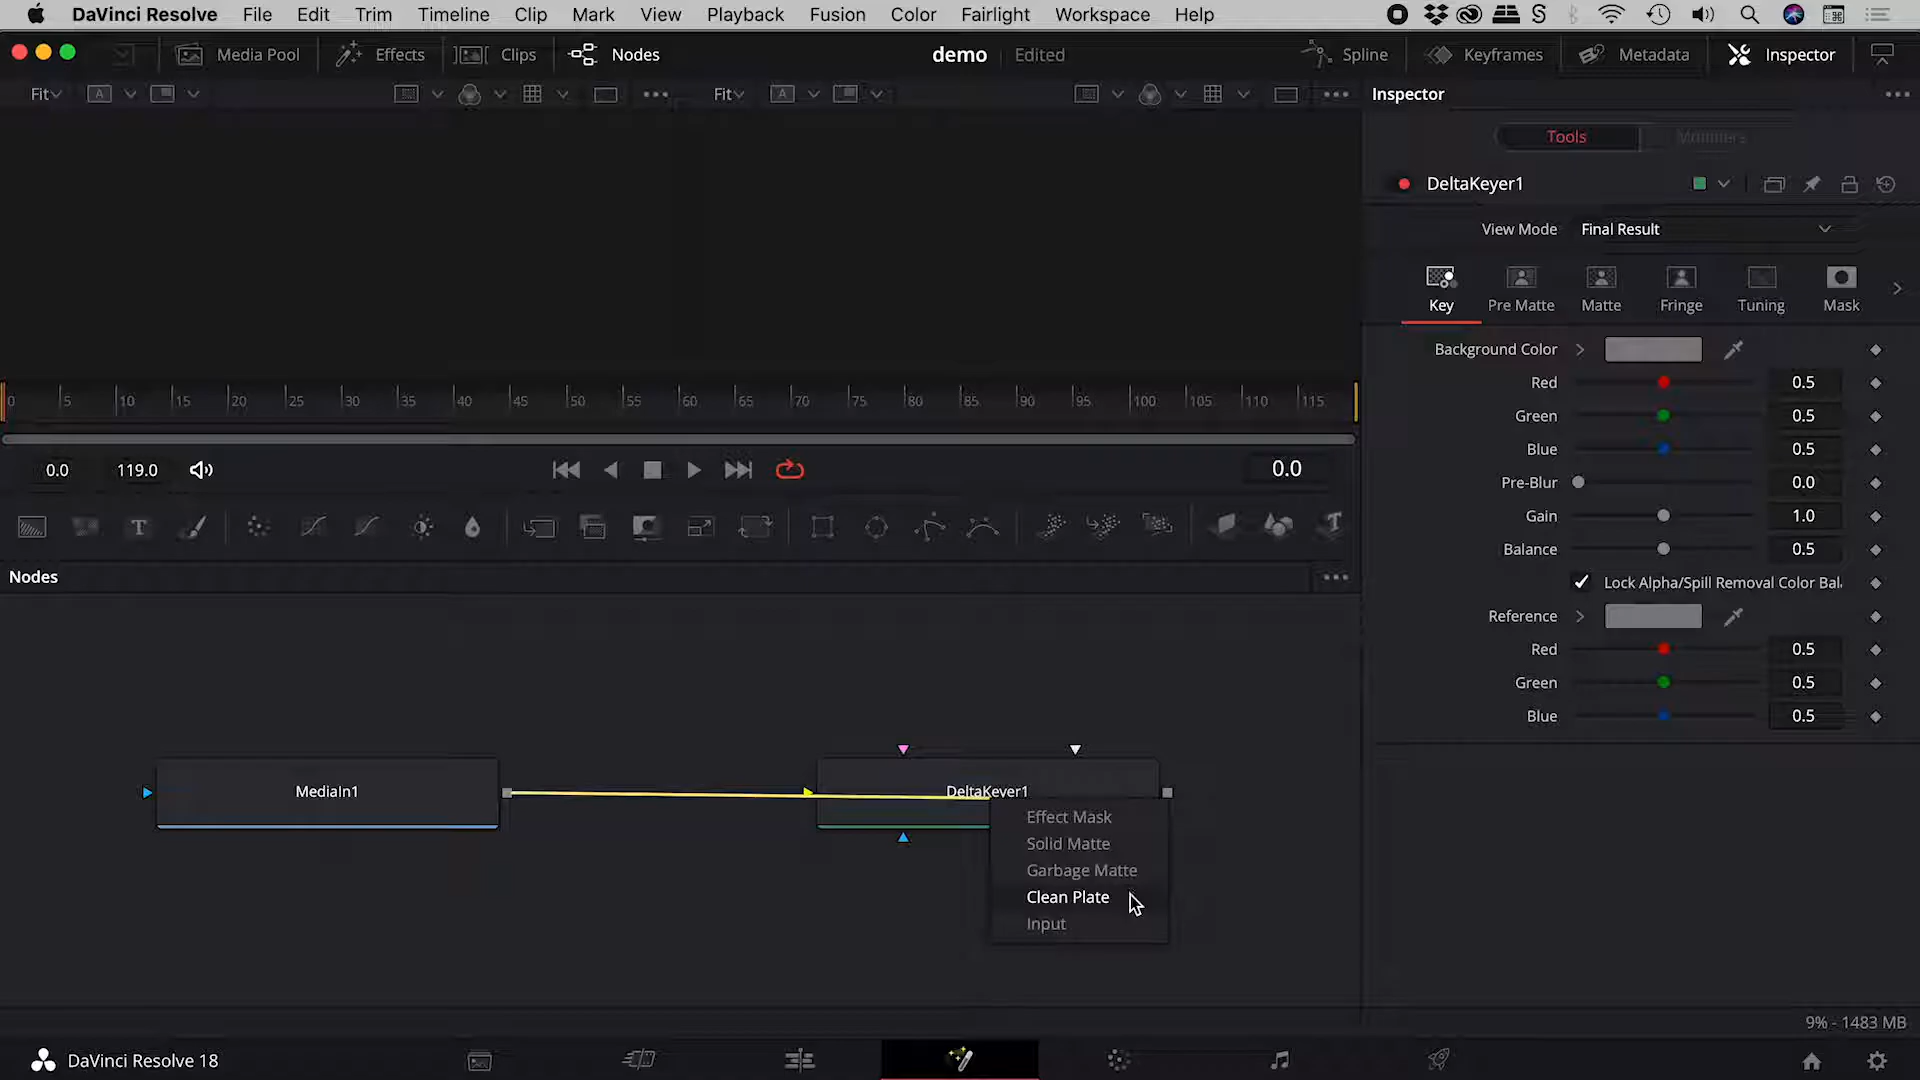 DaVinci Resolve File Edit Trim Timeline Clip Mark View Playback Fusion Color Fairlight Workspace Help
Media Pool Effects Clips Nodes demo Edited Spline Keyframes Metadata Inspector
Fit A Fit A Inspector
Tools Modifiers
DeltaKeyer1
View Mode Final Result
Key Pre Matte Matte Fringe Tuning Mask
Background Color
Red 0.5
Green 0.5
Blue 0.5
Pre-Blur 0.0
Gain 1.0
Balance 0.5
Lock Alpha/Spill Removal Color Bal
Reference
Red 0.5
Green 0.5
Blue 0.5
0 5 10 15 20 25 30 35 40 45 50 55 60 65 70 75 80 85 90 95 100 105 110 115
0.0 119.0 0.0
T T
Nodes
MediaIn1 DeltaKeyer1
Effect Mask
Solid Matte
Garbage Matte
Clean Plate
Input
9% - 1483 MB
DaVinci Resolve 18